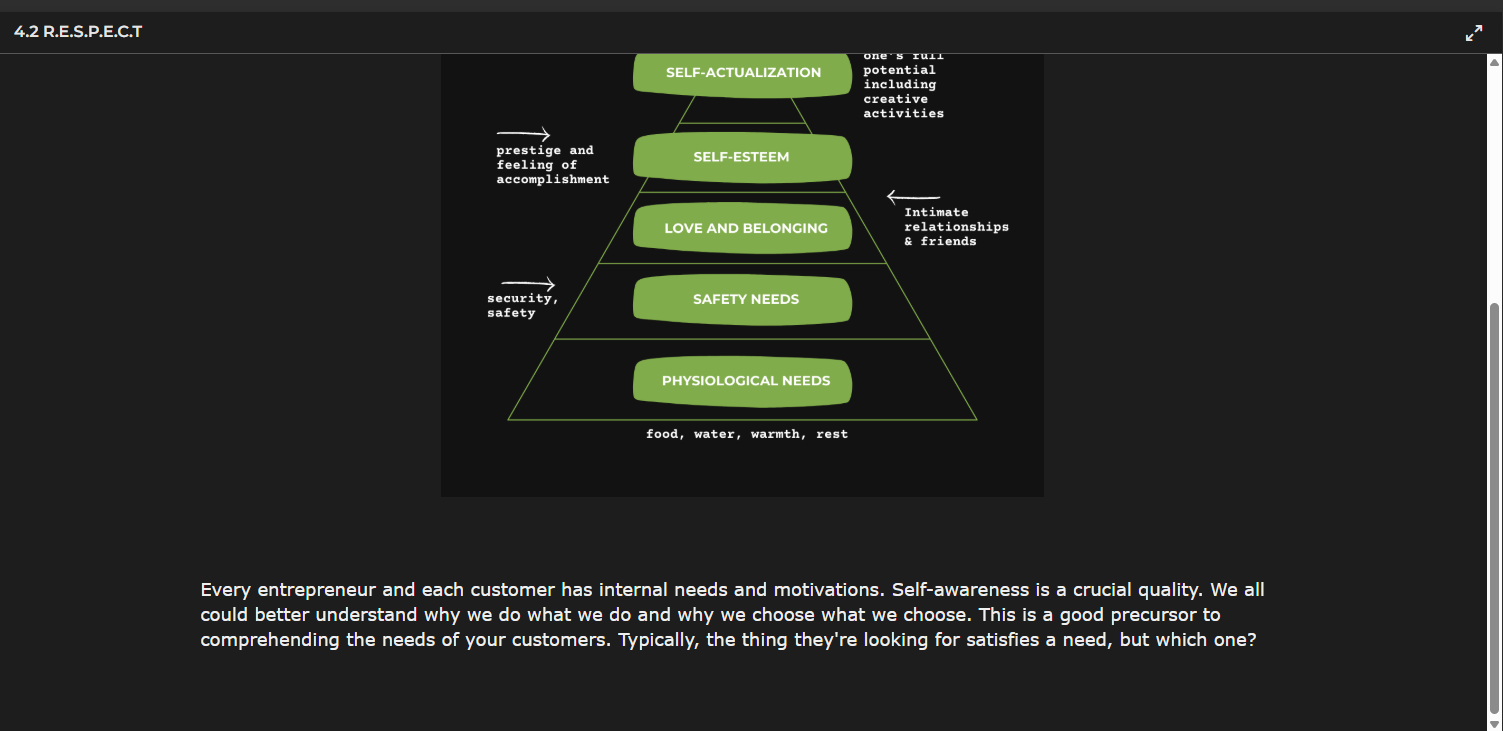 4.2 R.E.S.P.E.C.T
one's full
potential
including
creative
activities
SELF-ACTUALIZATION
prestige and
feeling of
accomplishment
SELF-ESTEEM
Intimate
relationships
& friends
LOVE AND BELONGING
security,
safety
SAFETY NEEDS
PHYSIOLOGICAL NEEDS
food, water, warmth, rest
Every entrepreneur and each customer has internal needs and motivations. Self-awareness is a crucial quality. We all
could better understand why we do what we do and why we choose what we choose. This is a good precursor to
comprehending the needs of your customers. Typically, the thing they're looking for satisfies a need, but which one?